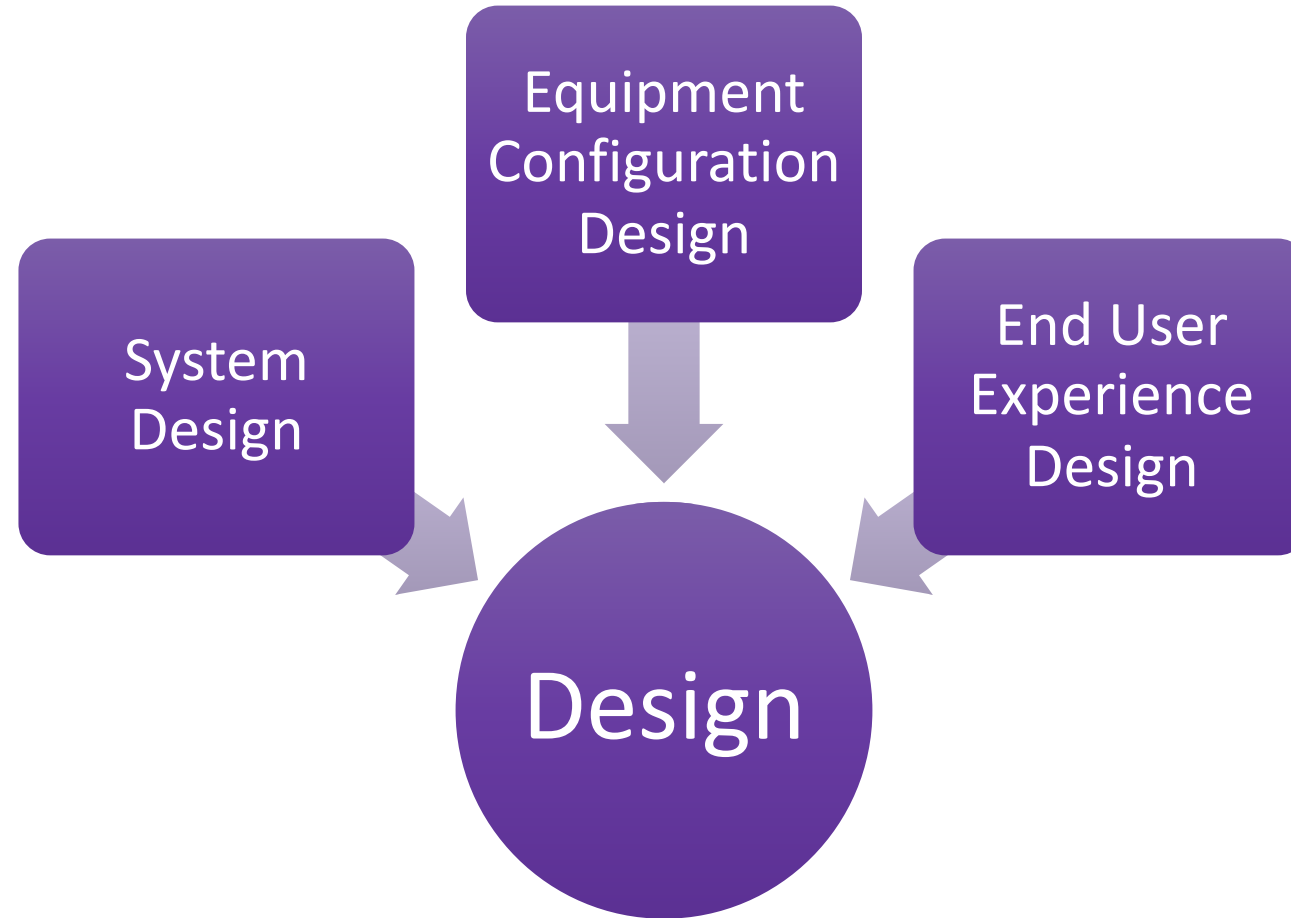 Equipment
Configuration
Design
System
Design
End User
Experience
Design
Design